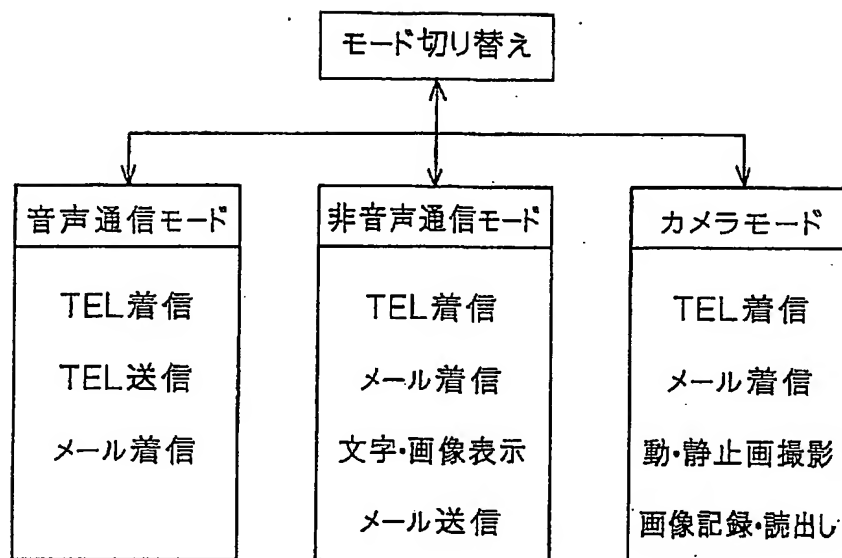 モード切り替え
音声通信モード
TEL着信
TEL送信
メール着信
非音声通信モード
TEL着信
メール着信
文字・画像表示
メール送信
カメラモード
TEL着信
メール着信
動・静止画撮影
画像記録・読出し